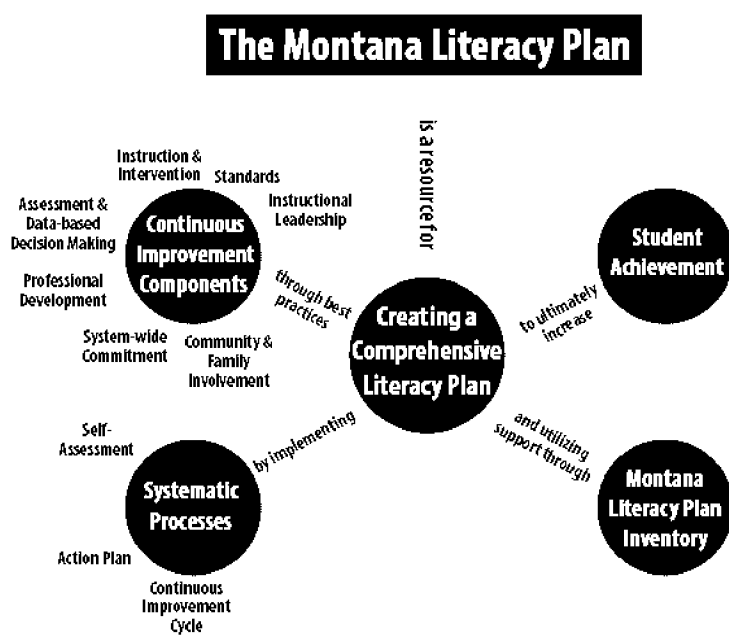 The Montana Literacy Plan
is a resource for
Creating a
Comprehensive
Literacy Plan
through best
practices
Continuous
Improvement
Components
Instruction &
Intervention
Standards
Instructional
Leadership
Assessment &
Data-based
Decision Making
Professional
Development
System-wide
Commitment
Community &
Family
Involvement
by implementing
Systematic
Processes
Self-
Assessment
Action Plan
Continuous
Improvement
Cycle
and utilizing
support through
Montana
Literacy Plan
Inventory
to ultimately
increase
Student
Achievement